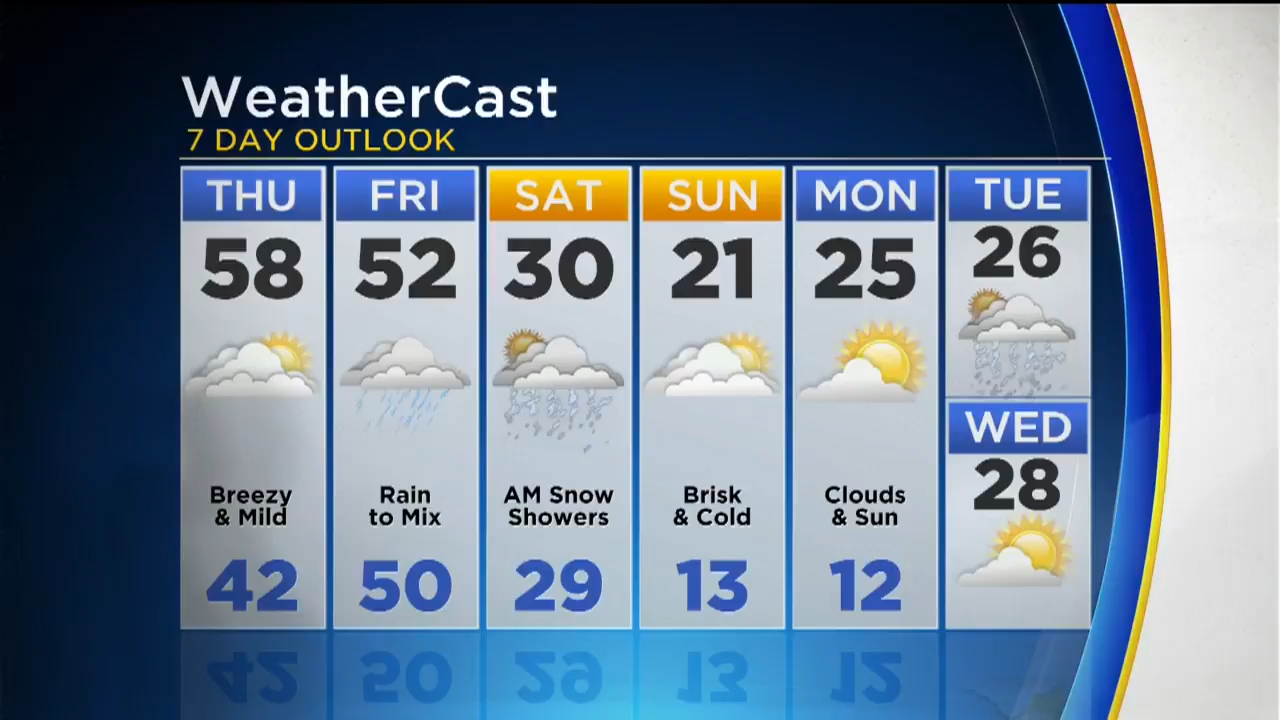 WeatherCast
7 DAY OUTLOOK
THU
58
Breezy
& Mild
42
FRI
52
Rain
to Mix
50
SAT
30
AM Snow
Showers
29
SUN
21
Brisk
& Cold
13
MON
25
Clouds
& Sun
12
TUE
26
WED
28